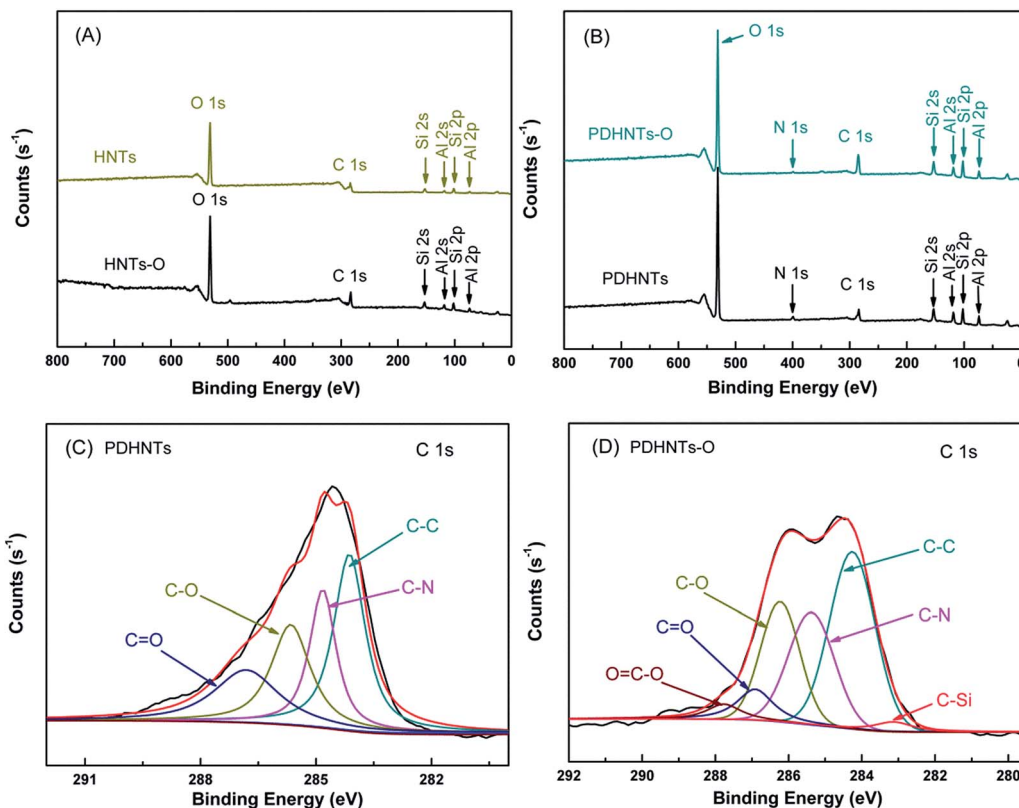 (A)
O 1s
HNTs
C 1s
Si 2s
Al 2s
Si 2p
Al 2p
O 1s
HNTs-O
C 1s
Si 2s
Al 2s
Si 2p
Al 2p
Counts (s-1)
800 700 600 500 400 300 200 100 0
Binding Energy (eV)
(B)
O 1s
PDHNTs-O
N 1s
C 1s
Si 2s
Al 2s
Si 2p
Al 2p
PDHNTs
N 1s
C 1s
Si 2s
Al 2s
Si 2p
Al 2p
Counts (s-1)
800 700 600 500 400 300 200 100 0
Binding Energy (eV)
(C) PDHNTs C 1s
C-C
C-N
C-O
C=O
Counts (s-1)
291 288 285 282
Binding Energy (eV)
(D) PDHNTs-O C 1s
C-C
C-O
C-N
C=O
O=C-O
C-Si
Counts (s-1)
292 290 288 286 284 282 280
Binding Energy (eV)